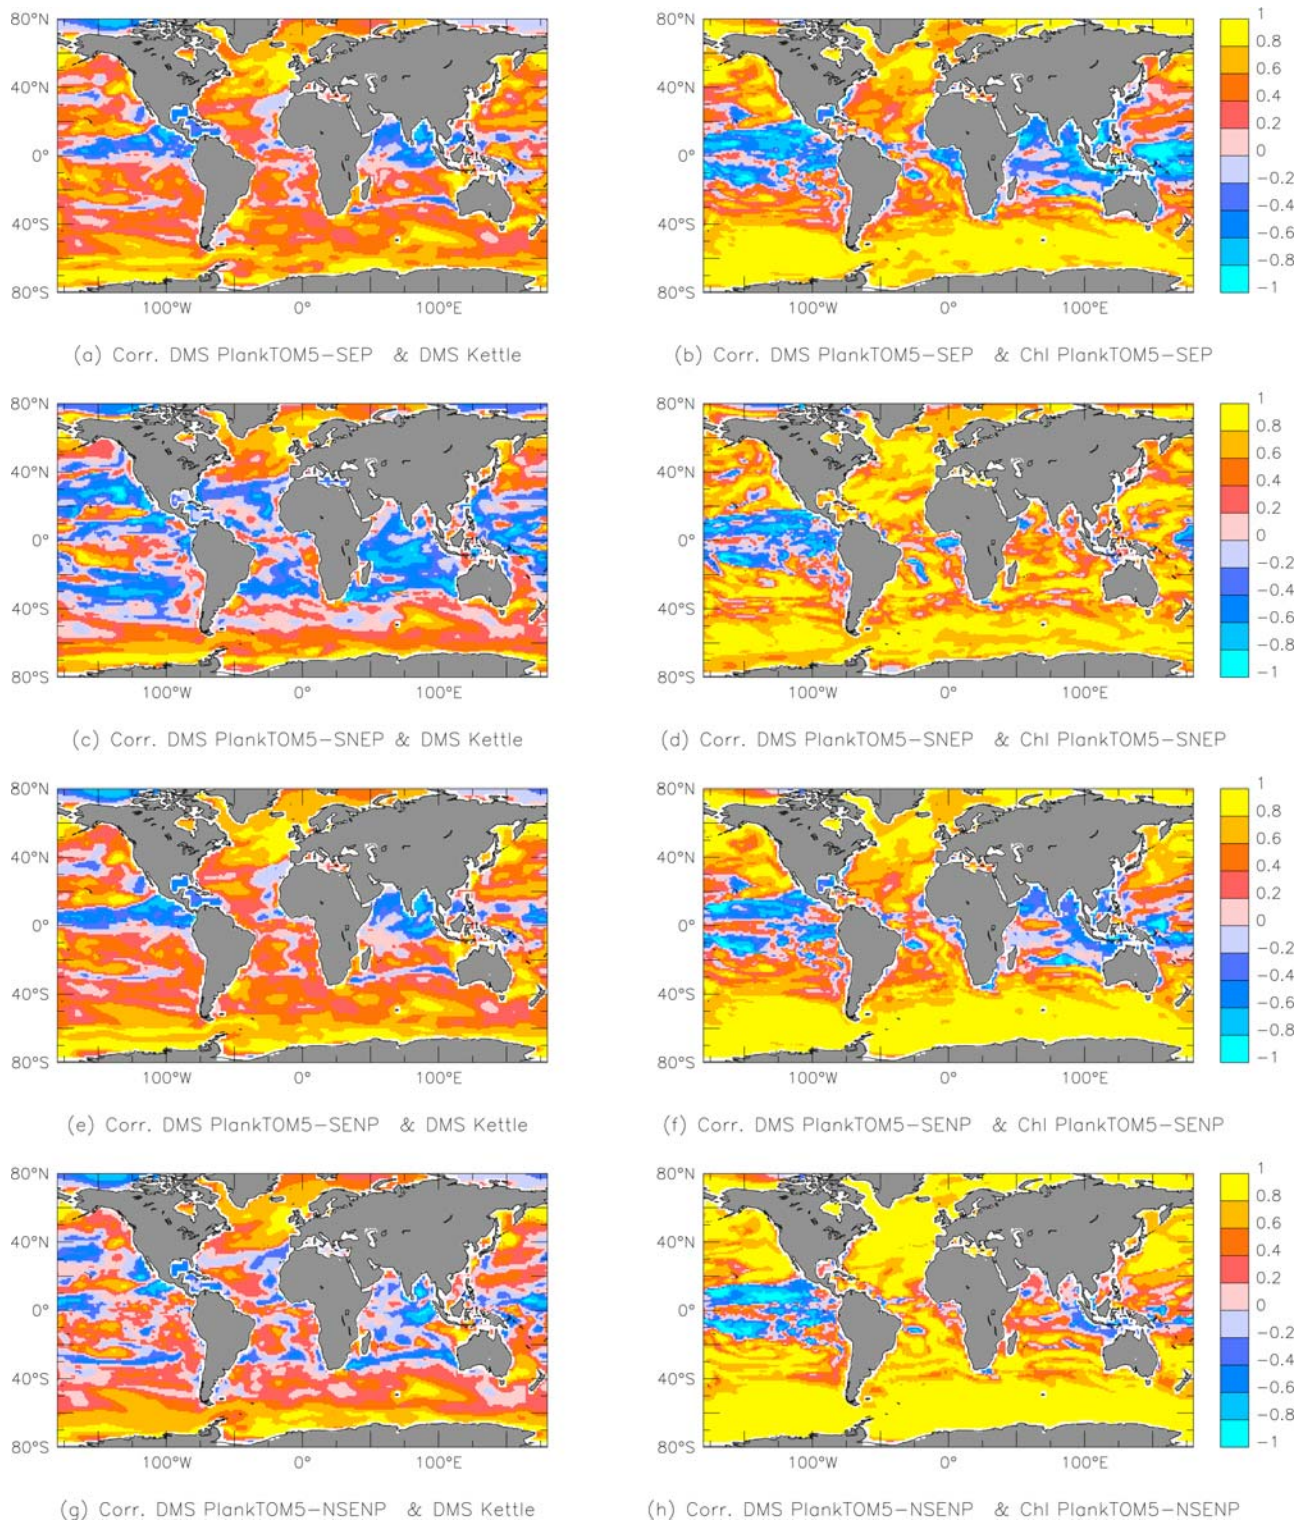 80°N
40°N
0°
40°S
80°S
100°W 0° 100°E
(a) Corr. DMS PlankTOM5-SEP & DMS Kettle
80°N
40°N
0°
40°S
80°S
100°W 0° 100°E
(b) Corr. DMS PlankTOM5-SEP & Chl PlankTOM5-SEP
1
0.8
0.6
0.4
0.2
0
-0.2
-0.4
-0.6
-0.8
-1
80°N
40°N
0°
40°S
80°S
100°W 0° 100°E
(c) Corr. DMS PlankTOM5-SNEP & DMS Kettle
80°N
40°N
0°
40°S
80°S
100°W 0° 100°E
(d) Corr. DMS PlankTOM5-SNEP & Chl PlankTOM5-SNEP
1
0.8
0.6
0.4
0.2
0
-0.2
-0.4
-0.6
-0.8
-1
80°N
40°N
0°
40°S
80°S
100°W 0° 100°E
(e) Corr. DMS PlankTOM5-SENP & DMS Kettle
80°N
40°N
0°
40°S
80°S
100°W 0° 100°E
(f) Corr. DMS PlankTOM5-SENP & Chl PlankTOM5-SENP
1
0.8
0.6
0.4
0.2
0
-0.2
-0.4
-0.6
-0.8
-1
80°N
40°N
0°
40°S
80°S
100°W 0° 100°E
(g) Corr. DMS PlankTOM5-NSENP & DMS Kettle
80°N
40°N
0°
40°S
80°S
100°W 0° 100°E
(h) Corr. DMS PlankTOM5-NSENP & Chl PlankTOM5-NSENP
1
0.8
0.6
0.4
0.2
0
-0.2
-0.4
-0.6
-0.8
-1